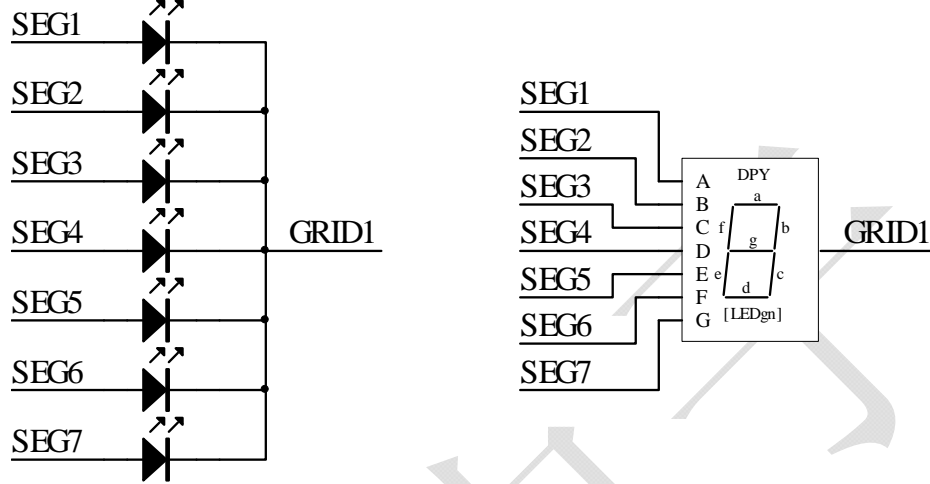 SEG1
SEG2
SEG3
SEG4
SEG5
SEG6
SEG7
GRID1
SEG1
SEG2
SEG3
SEG4
SEG5
SEG6
SEG7
A
B
C
D
E
F
G
DPY
a
f
b
g
e
c
d
[LEDgn]
GRID1